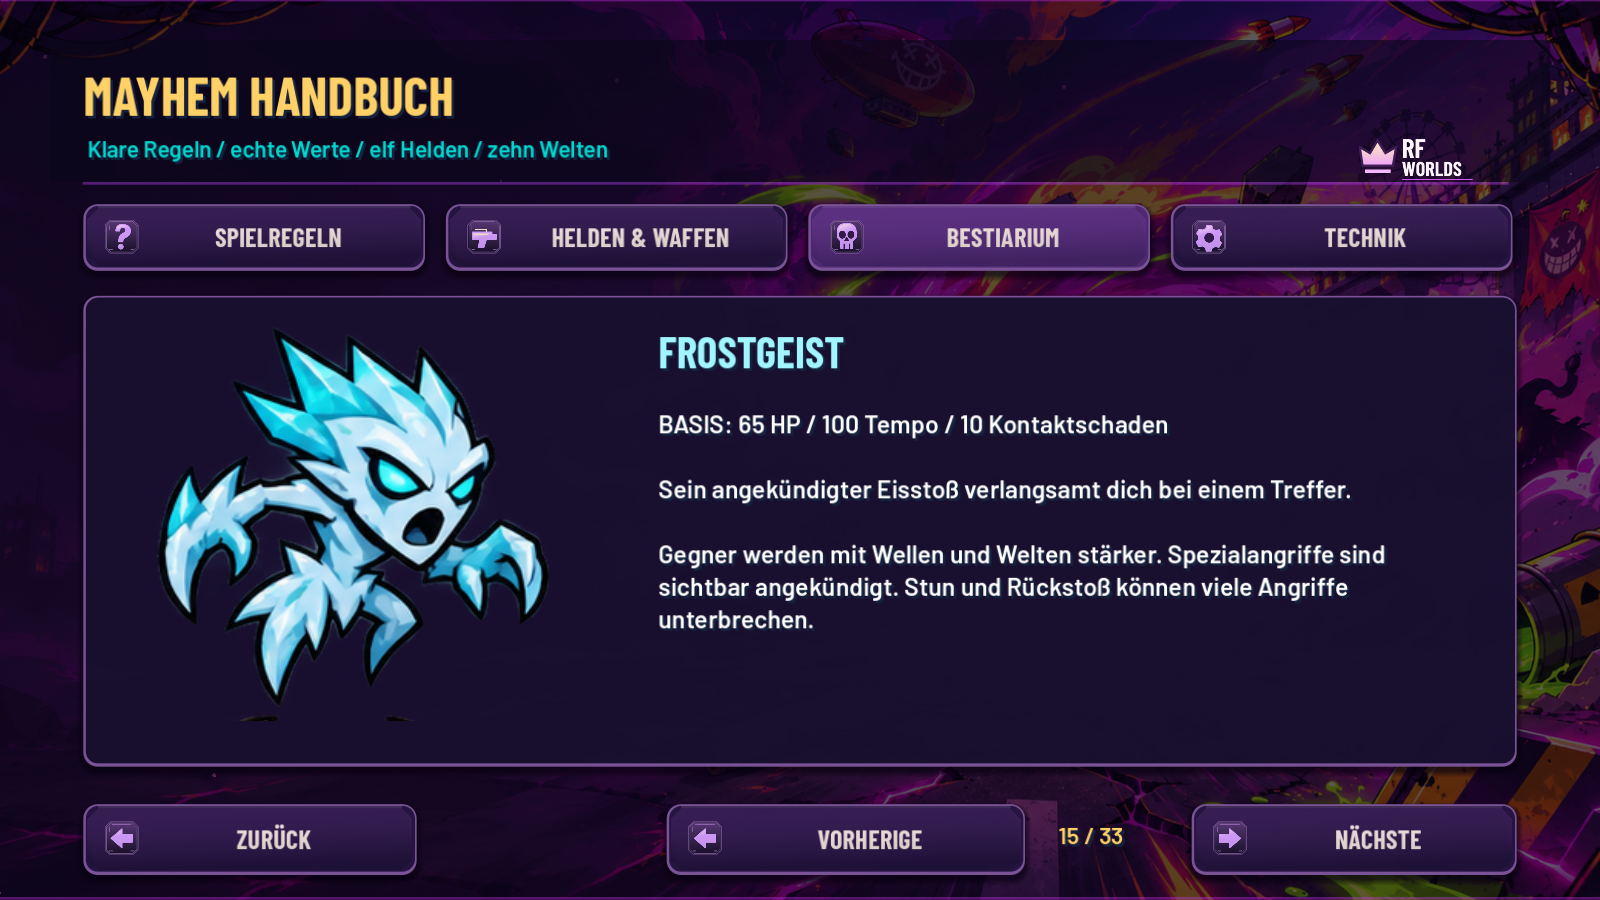 MAYHEM HANDBUCH
Klare Regeln / echte Werte / elf Helden / zehn Welten
RF
WORLDS
SPIELREGELN
HELDEN & WAFFEN
BESTIARIUM
TECHNIK
FROSTGEIST
BASIS: 65 HP / 100 Tempo / 10 Kontaktschaden
Sein angekündigter Eisstoß verlangsamt dich bei einem Treffer.
Gegner werden mit Wellen und Welten stärker. Spezialangriffe sind
sichtbar angekündigt. Stun und Rückstoß können viele Angriffe
unterbrechen.
ZURÜCK
VORHERIGE
15 / 33
NÄCHSTE